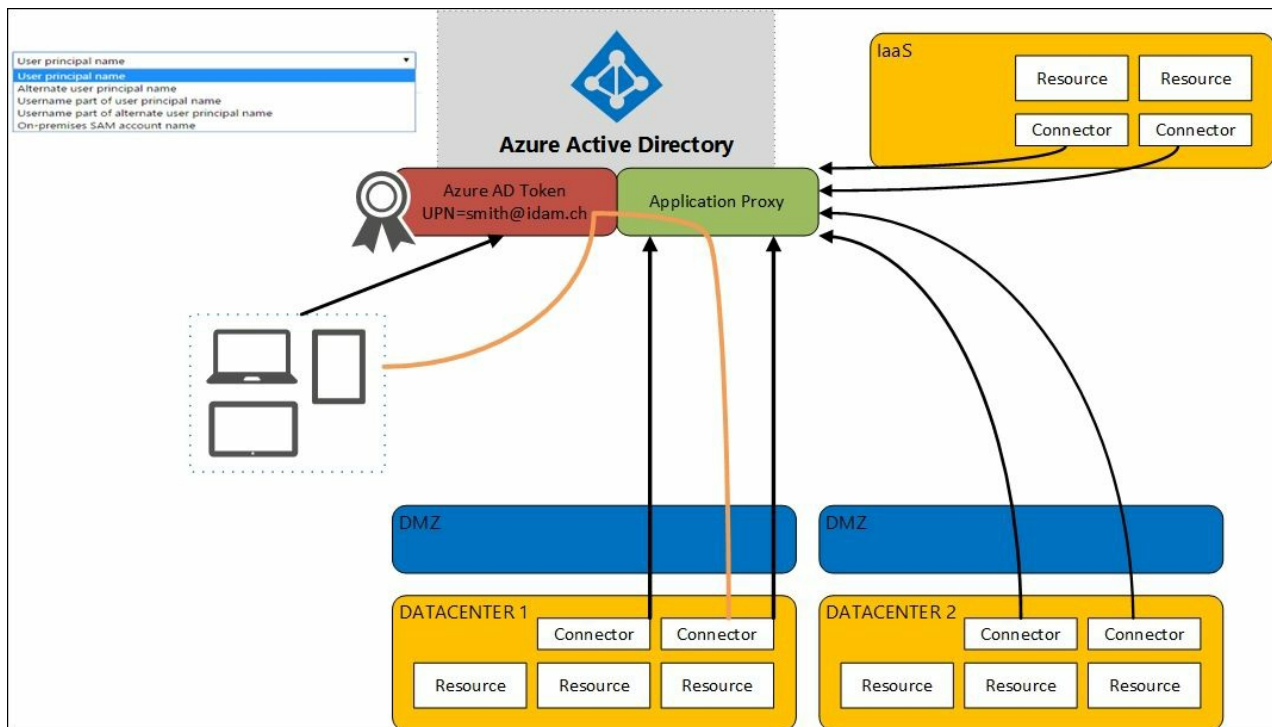 User principal name
User principal name
Alternate user principal name
Username part of user principal name
Username part of alternate user principal name
On-premises SAM account name
Azure Active Directory
Azure AD Token
UPN=smith@idam.ch
Application Proxy
IaaS
Resource
Resource
Connector
Connector
DMZ
DMZ
DATACENTER 1
Connector
Connector
Resource
Resource
Resource
DATACENTER 2
Connector
Connector
Resource
Resource
Resource